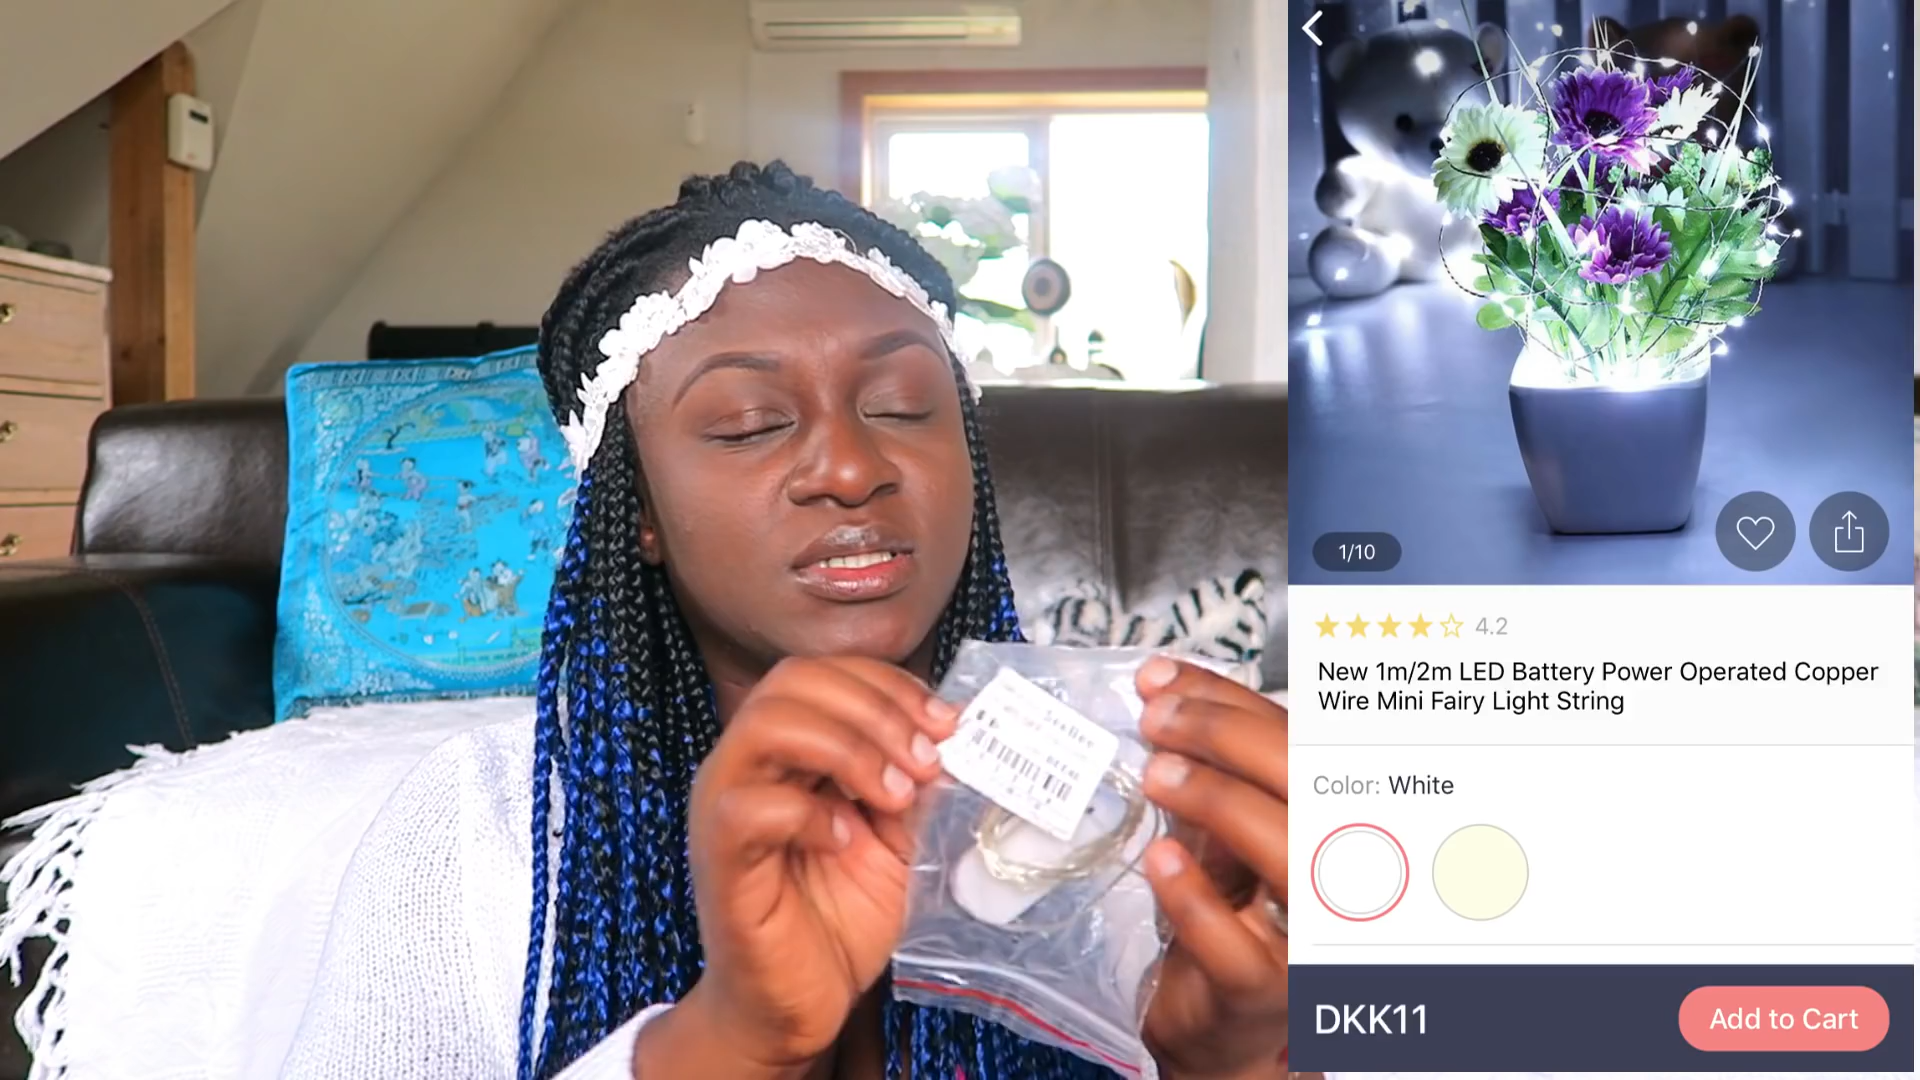 1/10
4.2
New 1m/2m LED Battery Power Operated Copper
Wire Mini Fairy Light String
Color: White
DKK11
Add to Cart